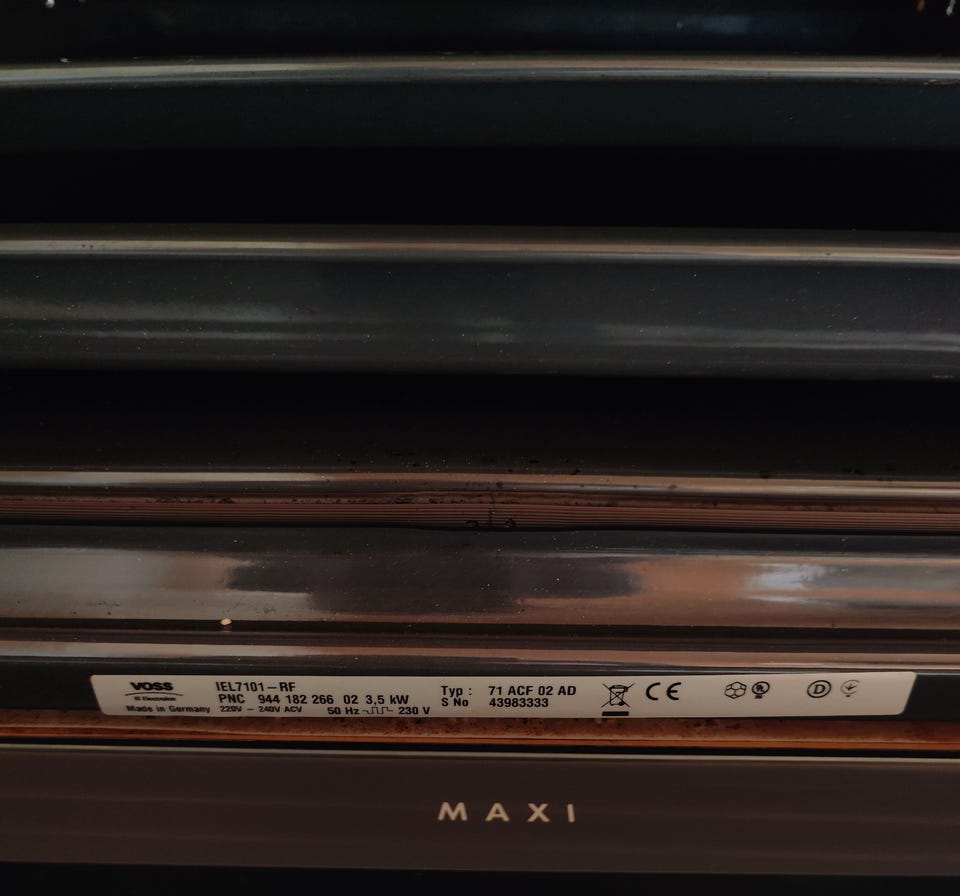 VOSS
Electrolux
Made in Germany
IEL7101-RF
PNC 944 182 266 02 3,5 kW
220V - 240V ACV 50 Hz 230 V
Typ : 71 ACF 02 AD
S No 43983333
CE
D
MAXI